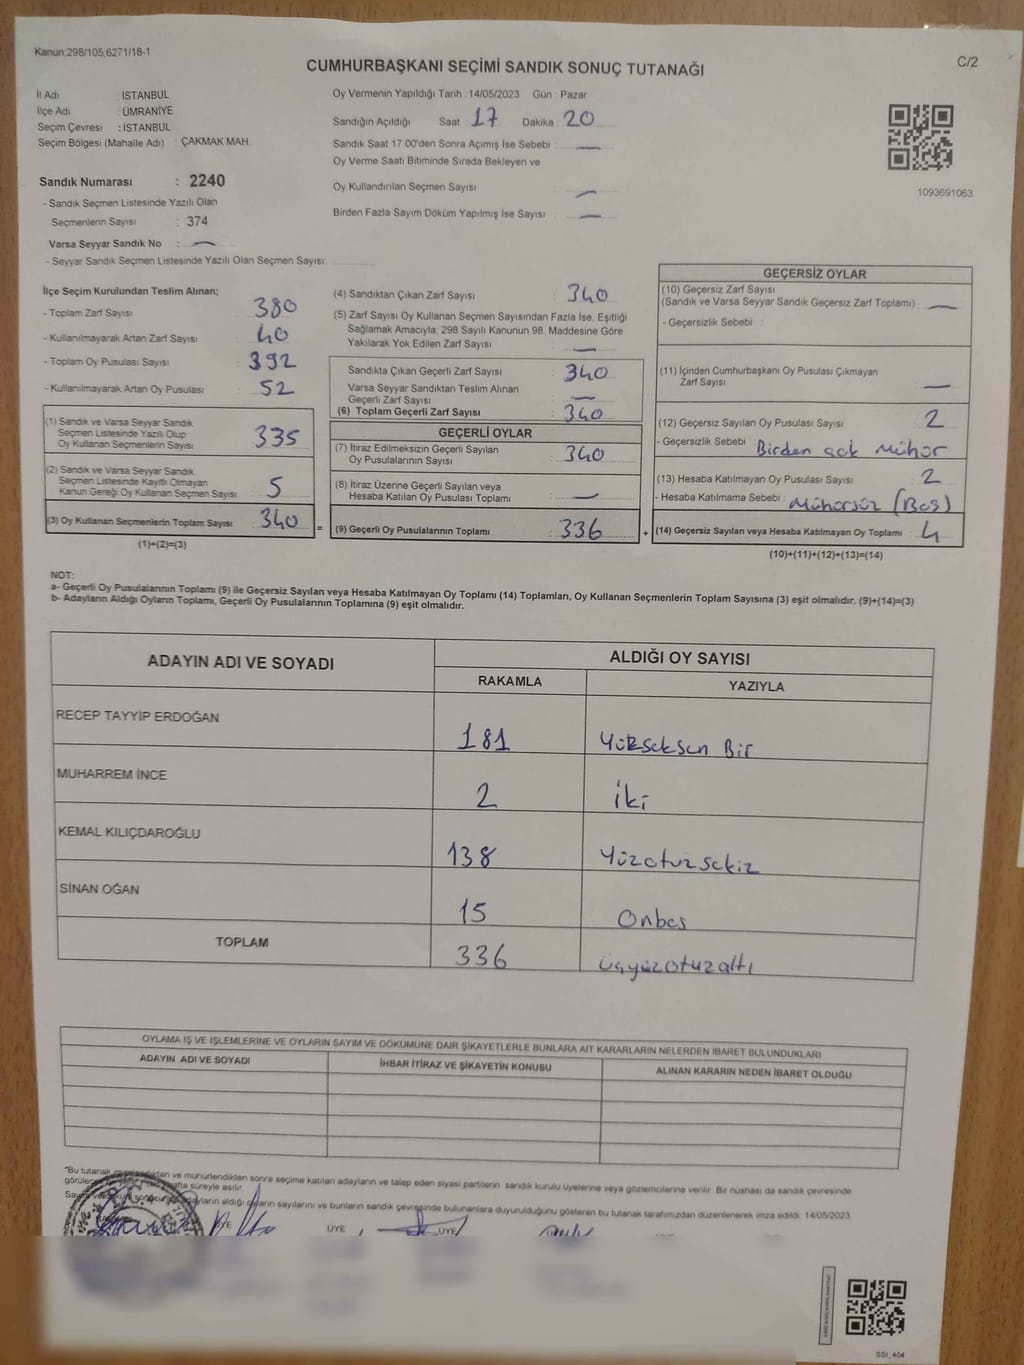 Kanun:298/105,6271/18-1
C/2
CUMHURBAŞKANI SEÇİMİ SANDIK SONUÇ TUTANAĞI
İl Adı : İSTANBUL
İlçe Adı : ÜMRANİYE
Seçim Çevresi : İSTANBUL
Seçim Bölgesi (Mahalle Adı) : ÇAKMAK MAH.
Sandık Numarası : 2240
- Sandık Seçmen Listesinde Yazılı Olan
Seçmenlerin Sayısı : 374
Varsa Seyyar Sandık No : —
- Seyyar Sandık Seçmen Listesinde Yazılı Olan Seçmen Sayısı
Oy Vermenin Yapıldığı Tarih : 14/05/2023 Gün : Pazar
Sandığın Açıldığı Saat : 17 Dakika : 20
Sandık Saat 17.00'den Sonra Açımış İse Sebebi : —
Oy Verme Saati Bitiminde Sırada Bekleyen ve
Oy Kullandırılan Seçmen Sayısı : —
Birden Fazla Sayım Döküm Yapılmış İse Sayısı : —
1093691063
İlçe Seçim Kurulundan Teslim Alınan;
- Toplam Zarf Sayısı : 380
- Kullanılmayarak Artan Zarf Sayısı : 40
- Toplam Oy Pusulası Sayısı : 392
- Kullanılmayarak Artan Oy Pusulası : 52
(1) Sandık ve Varsa Seyyar Sandık
Seçmen Listesinde Yazılı Olup
Oy Kullanan Seçmenlerin Sayısı : 335
(2) Sandık ve Varsa Seyyar Sandık
Seçmen Listesinde Kayıtlı Olmayan
Kanun Gereği Oy Kullanan Seçmen Sayısı : 5
(3) Oy Kullanan Seçmenlerin Toplam Sayısı : 340
(1)+(2)=(3)
=
(4) Sandıktan Çıkan Zarf Sayısı : 340
(5) Zarf Sayısı Oy Kullanan Seçmen Sayısından Fazla İse, Eşitliği
Sağlamak Amacıyla; 298 Sayılı Kanunun 98. Maddesine Göre
Yakılarak Yok Edilen Zarf Sayısı : —
Sandıkta Çıkan Geçerli Zarf Sayısı : 340
Varsa Seyyar Sandıktan Teslim Alınan
Geçerli Zarf Sayısı : —
(6) Toplam Geçerli Zarf Sayısı : 340
GEÇERLİ OYLAR
(7) İtiraz Edilmeksizin Geçerli Sayılan
Oy Pusulalarının Sayısı : 340
(8) İtiraz Üzerine Geçerli Sayılan veya
Hesaba Katılan Oy Pusulası Toplamı : —
(9) Geçerli Oy Pusulalarının Toplamı : 336
+
GEÇERSİZ OYLAR
(10) Geçersiz Zarf Sayısı
(Sandık ve Varsa Seyyar Sandık Geçersiz Zarf Toplamı) : —
- Geçersizlik Sebebi :
(11) İçinden Cumhurbaşkanı Oy Pusulası Çıkmayan
Zarf Sayısı : —
(12) Geçersiz Sayılan Oy Pusulası Sayısı : 2
- Geçersizlik Sebebi : Birden çok mühür
(13) Hesaba Katılmayan Oy Pusulası Sayısı : 2
- Hesaba Katılmama Sebebi : Mühürsüz (Boş)
(14) Geçersiz Sayılan veya Hesaba Katılmayan Oy Toplamı : 4
(10)+(11)+(12)+(13)=(14)
NOT:
a- Geçerli Oy Pusulalarının Toplamı (9) ile Geçersiz Sayılan veya Hesaba Katılmayan Oy Toplamı (14) Toplamları, Oy Kullanan Seçmenlerin Toplam Sayısına (3) eşit olmalıdır. (9)+(14)=(3)
b- Adayların Aldığı Oyların Toplamı, Geçerli Oy Pusulalarının Toplamına (9) eşit olmalıdır.
ADAYIN ADI VE SOYADI
ALDIĞI OY SAYISI
RAKAMLA YAZIYLA
RECEP TAYYİP ERDOĞAN 181 Yükseksen Bir
MUHARREM İNCE 2 İki
KEMAL KILIÇDAROĞLU 138 Yüzotuzsekiz
SİNAN OĞAN 15 Onbeş
TOPLAM 336 üçyüzotuzaltı
OYLAMA İŞ VE İŞLEMLERİNE VE OYLARIN SAYIM VE DÖKÜMÜNE DAİR ŞİKAYETLERLE BUNLARA AİT KARARLARIN NELERDEN İBARET BULUNDUKLARI
ADAYIN ADI VE SOYADI İHBAR İTİRAZ VE ŞİKAYETİN KONUSU ALINAN KARARIN NEDEN İBARET OLDUĞU
"Bu tutanak ve mühürlendikten sonra seçime katılan adayların ve talep eden siyasi partilerin sandık kurulu üyelerine veya gözlemcilerine verilir. Bir nüshası da sandık çevresinde
hafta süreyle asılır.
aldığı oyların sayılarını ve bunların sandık çevresinde bulunanlara duyurulduğunu gösteren bu tutanak tarafımızdan düzenlenerek imza edildi. 14/05/2023
ÜYE ÜYE
SSI_404